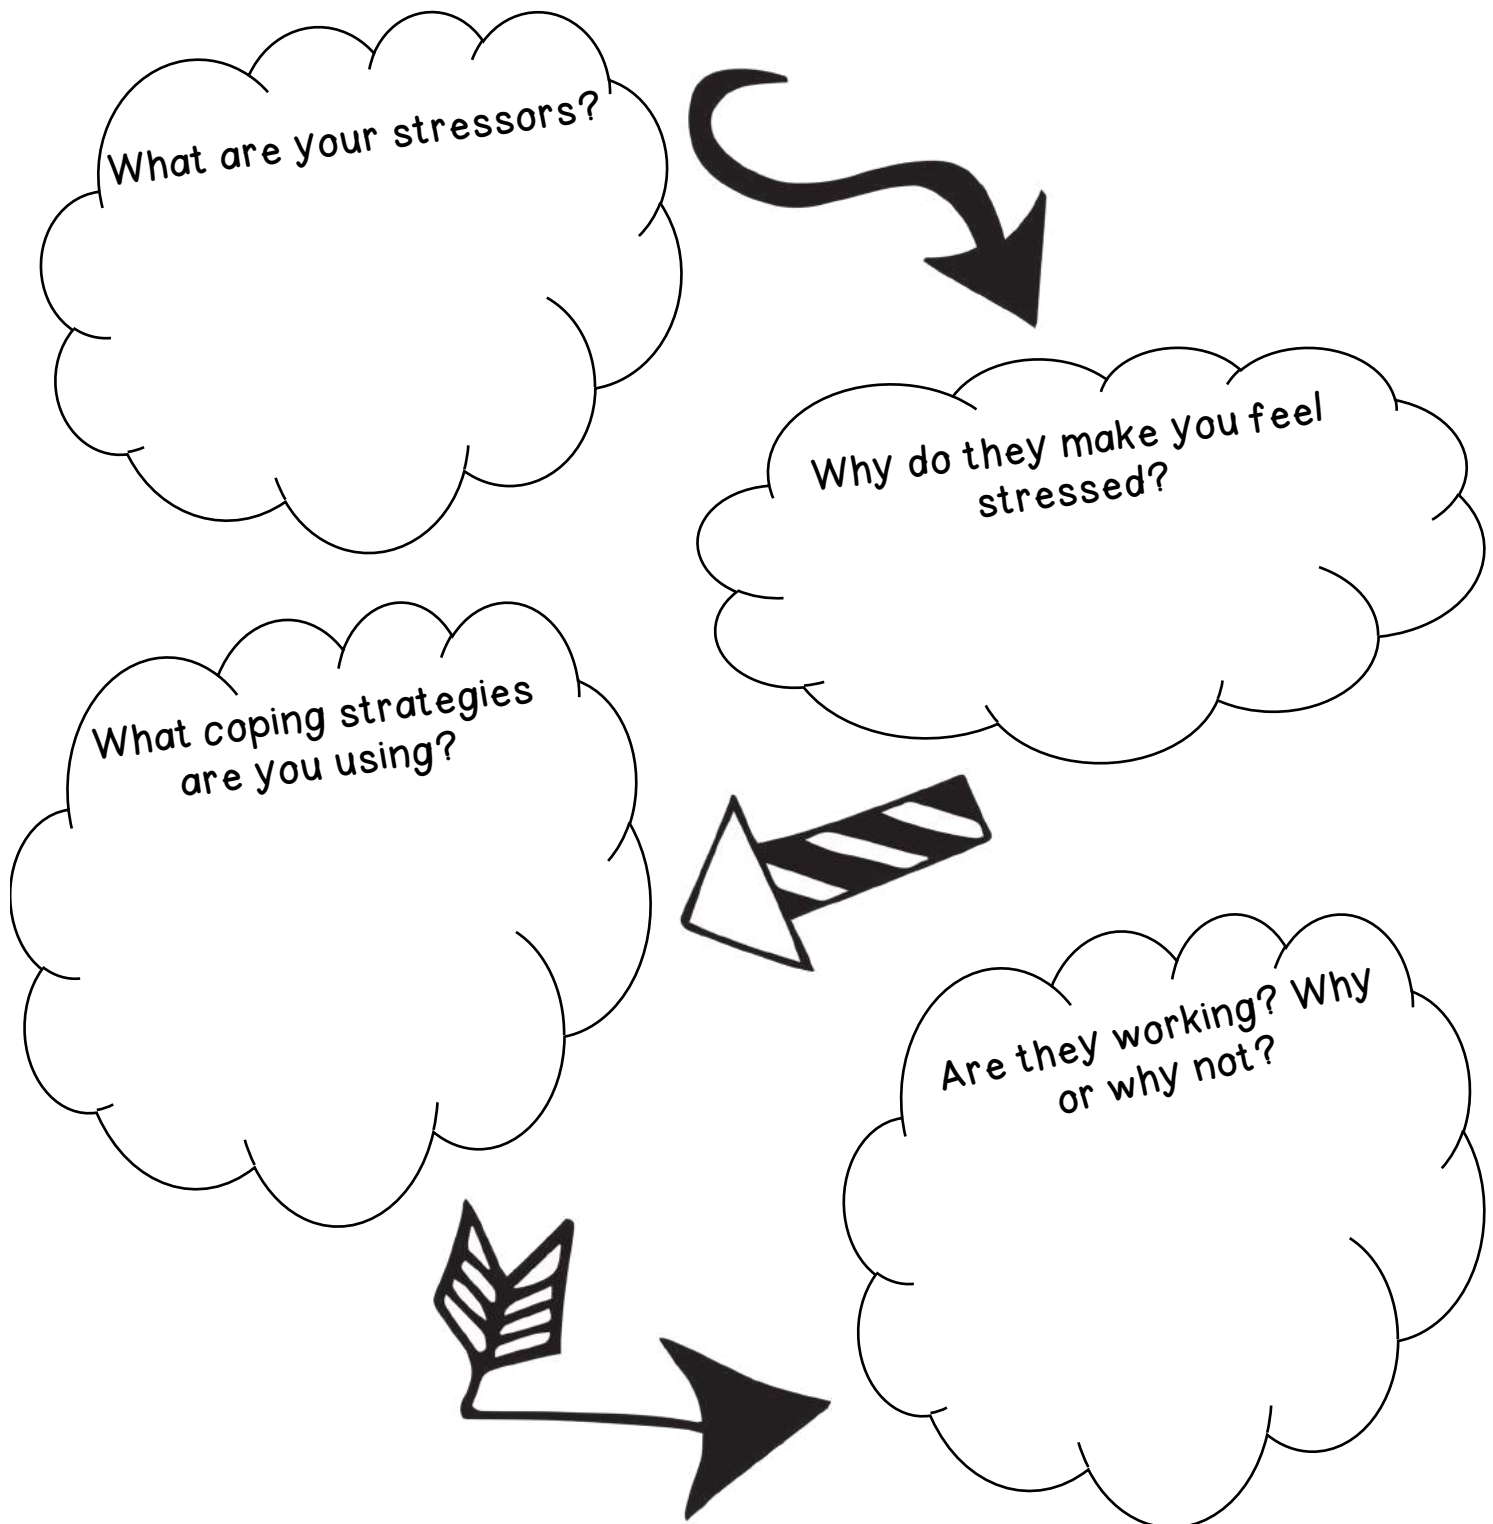 What are your stressors?
Why do they make you feel
stressed?
What coping strategies
are you using?
Are they working? Why
or why not?